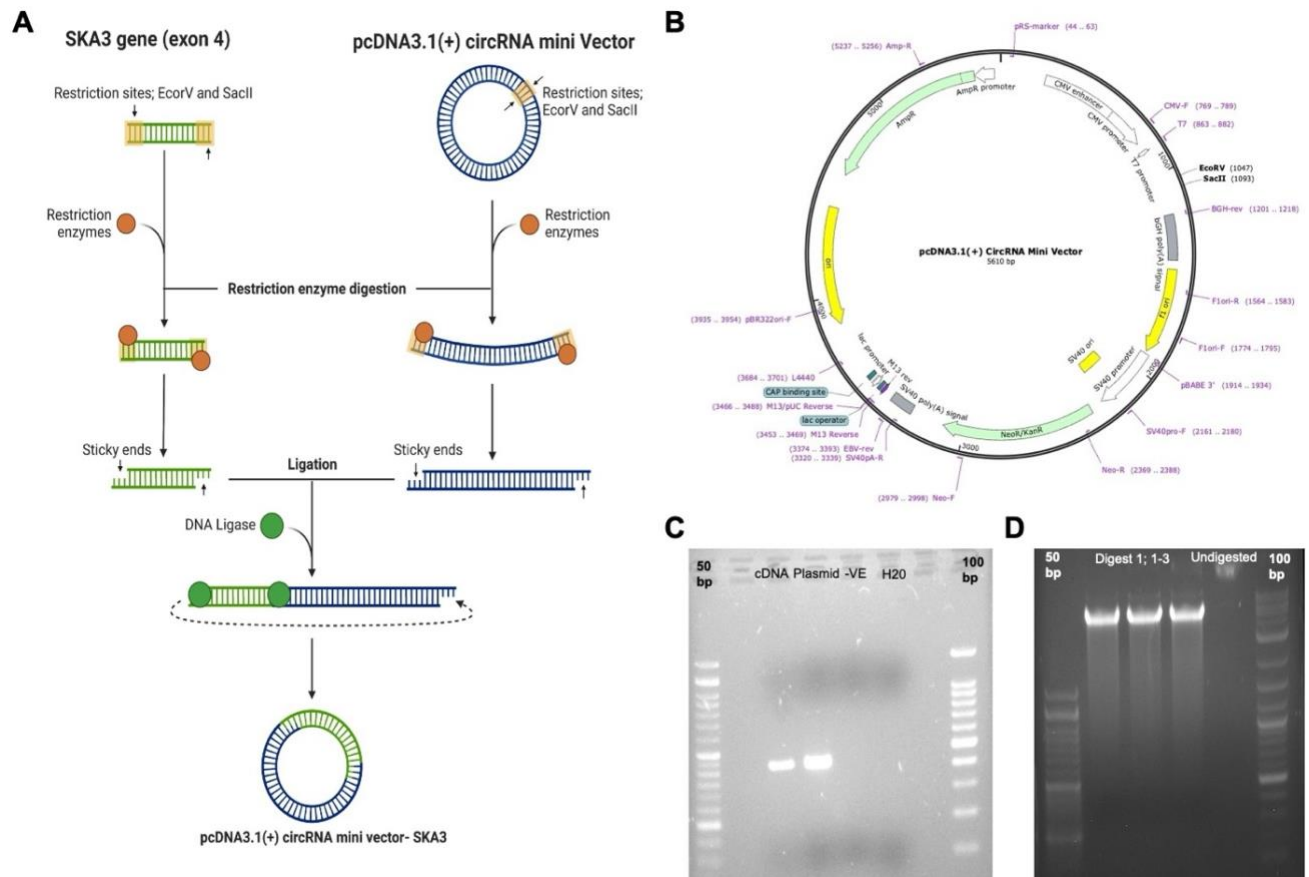 A
SKA3 gene (exon 4)
pcDNA3.1(+) circRNA mini Vector
Restriction sites; EcorV and SacII
Restriction sites;
EcorV and SacII
Restriction
enzymes
Restriction
enzymes
Restriction enzyme digestion
Sticky ends
Ligation
Sticky ends
DNA Ligase
pcDNA3.1(+) circRNA mini vector- SKA3
B
pRS-marker (44 .. 63)
(5237 .. 5256) Amp-R
AmpR promoter
CMV enhancer
CMV promoter
CMV-F (769 .. 789)
T7 (863 .. 882)
5000
AmpR
1000
T7 promoter
EcoRV (1047)
SacII (1093)
BGH-rev (1201 .. 1218)
bGH poly(A) signal
pcDNA3.1(+) CircRNA Mini Vector
5610 bp
ori
F1ori-R (1564 .. 1583)
f1 ori
(3935 .. 3954) pBR322ori-F
4000
F1ori-F (1774 .. 1795)
SV40 ori
SV40 promoter
2000
pBABE 3' (1914 .. 1934)
lac promoter
M13 rev
(3684 .. 3701) L4440
CAP binding site
SV40 poly(A) signal
(3466 .. 3488) M13/pUC Reverse
SV40pro-F (2161 .. 2180)
lac operator
NeoR/KanR
(3453 .. 3469) M13 Reverse
(3374 .. 3393) EBV-rev
3000
(3320 .. 3339) SV40pA-R
Neo-R (2369 .. 2388)
(2979 .. 2998) Neo-F
C
50
bp
cDNA Plasmid -VE H20
100
bp
D
50
bp
Digest 1; 1-3
Undigested
100
bp